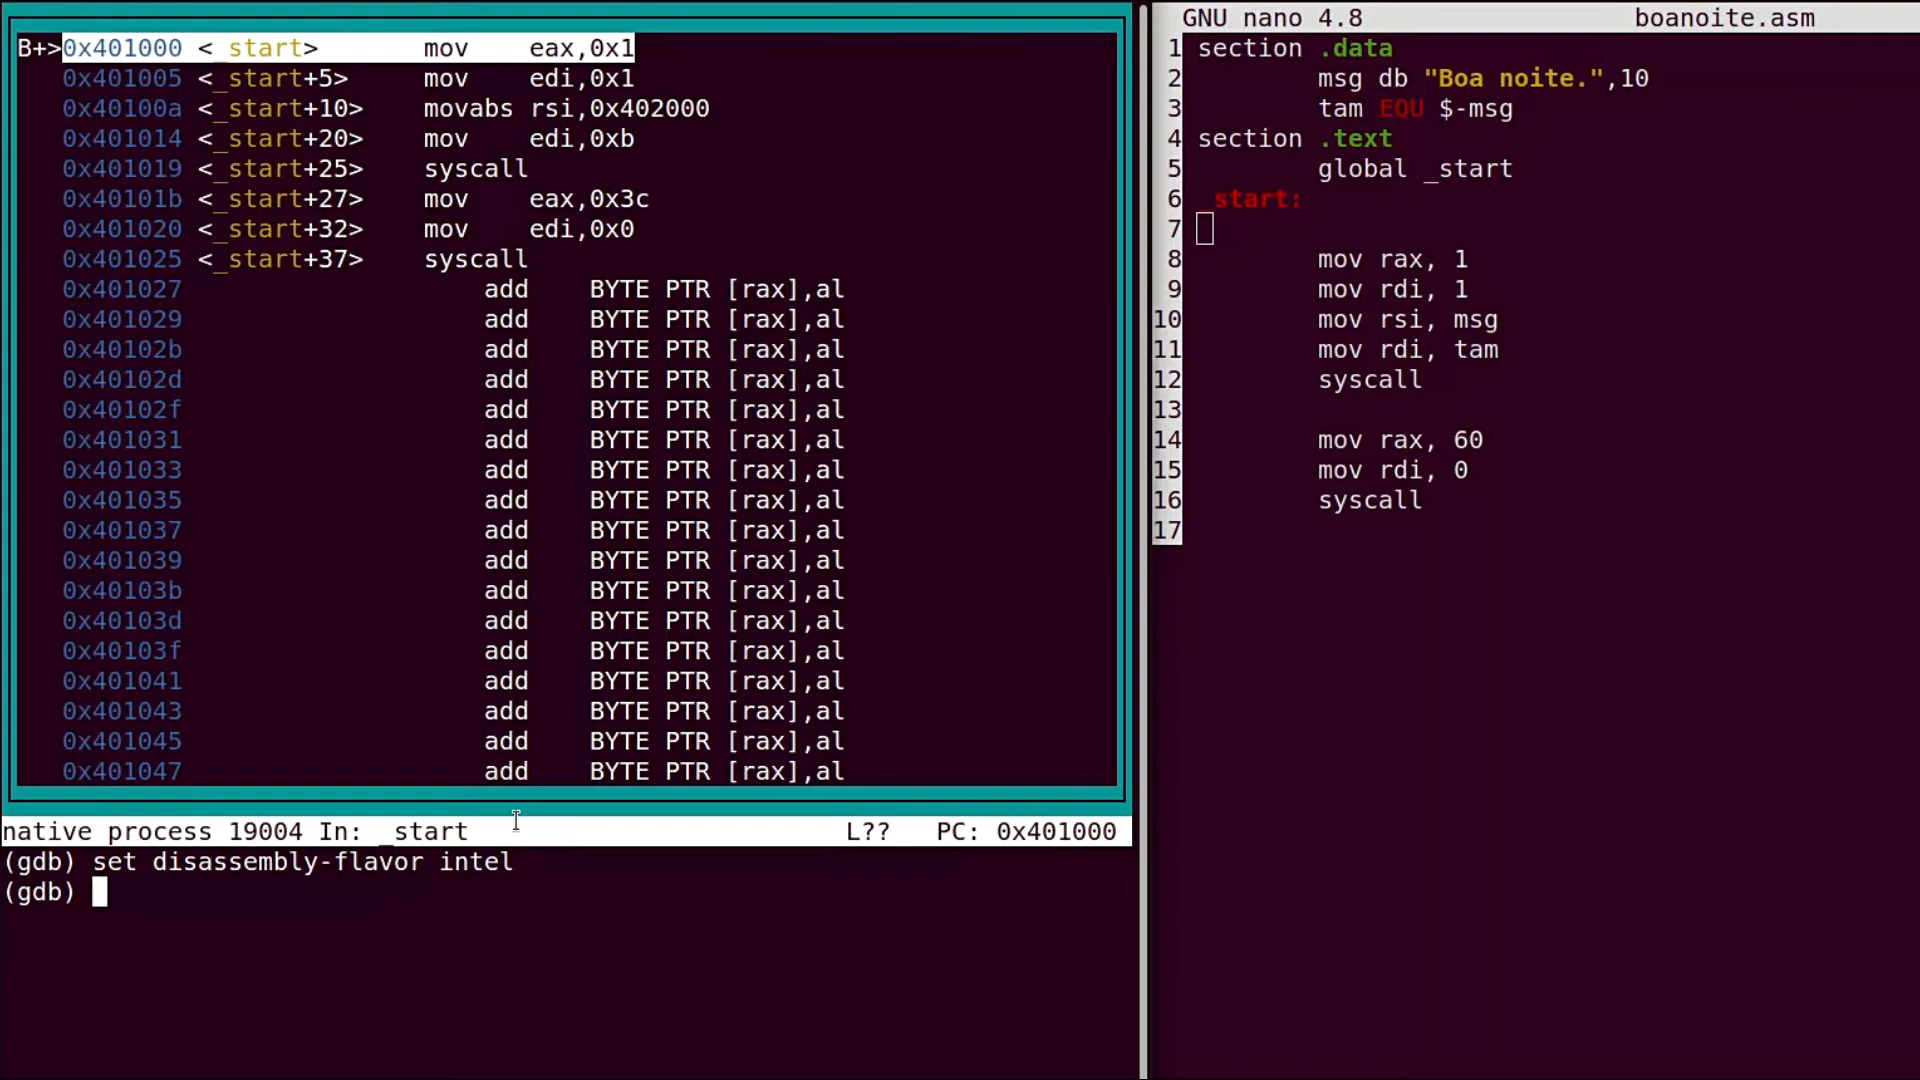 B+>0x401000 <_start>       mov    eax,0x1
0x401005 <_start+5>     mov    edi,0x1
0x40100a <_start+10>    movabs rsi,0x402000
0x401014 <_start+20>    mov    edi,0xb
0x401019 <_start+25>    syscall
0x40101b <_start+27>    mov    eax,0x3c
0x401020 <_start+32>    mov    edi,0x0
0x401025 <_start+37>    syscall
0x401027                    add    BYTE PTR [rax],al
0x401029                    add    BYTE PTR [rax],al
0x40102b                    add    BYTE PTR [rax],al
0x40102d                    add    BYTE PTR [rax],al
0x40102f                    add    BYTE PTR [rax],al
0x401031                    add    BYTE PTR [rax],al
0x401033                    add    BYTE PTR [rax],al
0x401035                    add    BYTE PTR [rax],al
0x401037                    add    BYTE PTR [rax],al
0x401039                    add    BYTE PTR [rax],al
0x40103b                    add    BYTE PTR [rax],al
0x40103d                    add    BYTE PTR [rax],al
0x40103f                    add    BYTE PTR [rax],al
0x401041                    add    BYTE PTR [rax],al
0x401043                    add    BYTE PTR [rax],al
0x401045                    add    BYTE PTR [rax],al
0x401047                    add    BYTE PTR [rax],al
native process 19004 In: _start                         L??   PC: 0x401000
(gdb) set disassembly-flavor intel
(gdb)
GNU nano 4.8                  boanoite.asm
1 section .data
2         msg db "Boa noite.",10
3         tam EQU $-msg
4 section .text
5         global _start
6 _start:
7
8         mov rax, 1
9         mov rdi, 1
10         mov rsi, msg
11         mov rdi, tam
12         syscall
13
14         mov rax, 60
15         mov rdi, 0
16         syscall
17